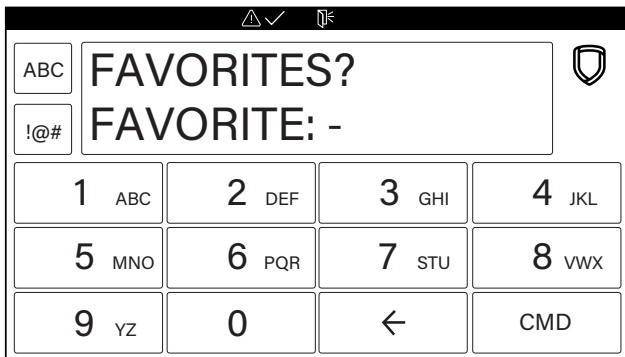 ABC
FAVORITES?
!@#
FAVORITE: -
1 ABC
2 DEF
3 GHI
4 JKL
5 MNO
6 PQR
7 STU
8 VWX
9 YZ
0
←
CMD